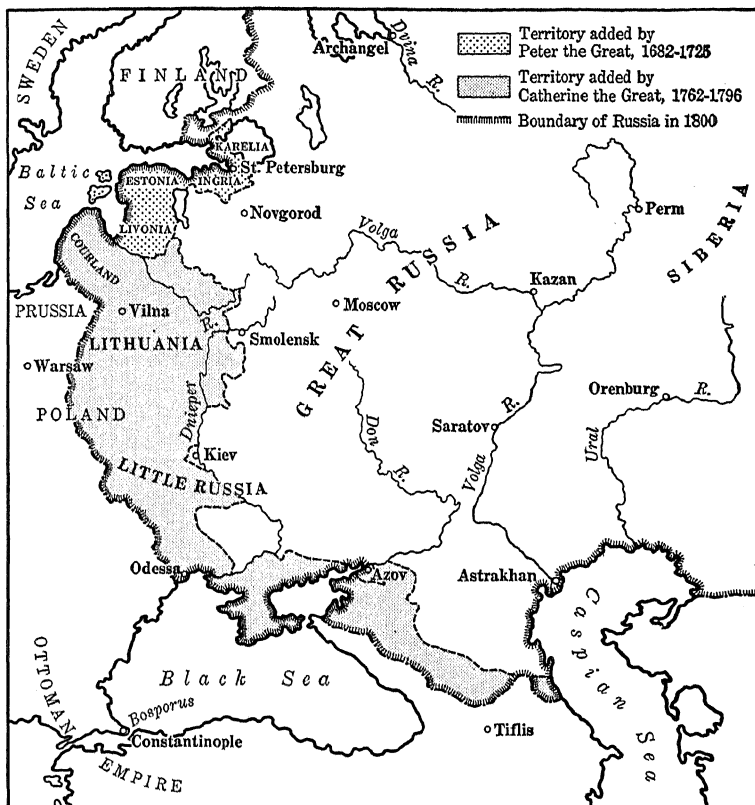 Territory added by
Peter the Great, 1682-1725
Territory added by
Catherine the Great, 1762-1796
Boundary of Russia in 1800
SWEDEN
FINLAND
Archangel
Dvina
R.
KARELIA
St. Petersburg
Baltic
Sea
ESTONIA
INGRIA
LIVONIA
Novgorod
COURLAND
Volga
R.
Perm
SIBERIA
GREAT RUSSIA
Kazan
PRUSSIA
Vilna
Moscow
R.
Smolensk
LITHUANIA
Warsaw
POLAND
Dnieper
Don
R.
Saratov
R.
Volga
Orenburg
R.
Ural
Kiev
LITTLE RUSSIA
Odessa
Azov
Astrakhan
Caspian
Sea
Black Sea
OTTOMAN
EMPIRE
Bosporus
Constantinople
Tiflis